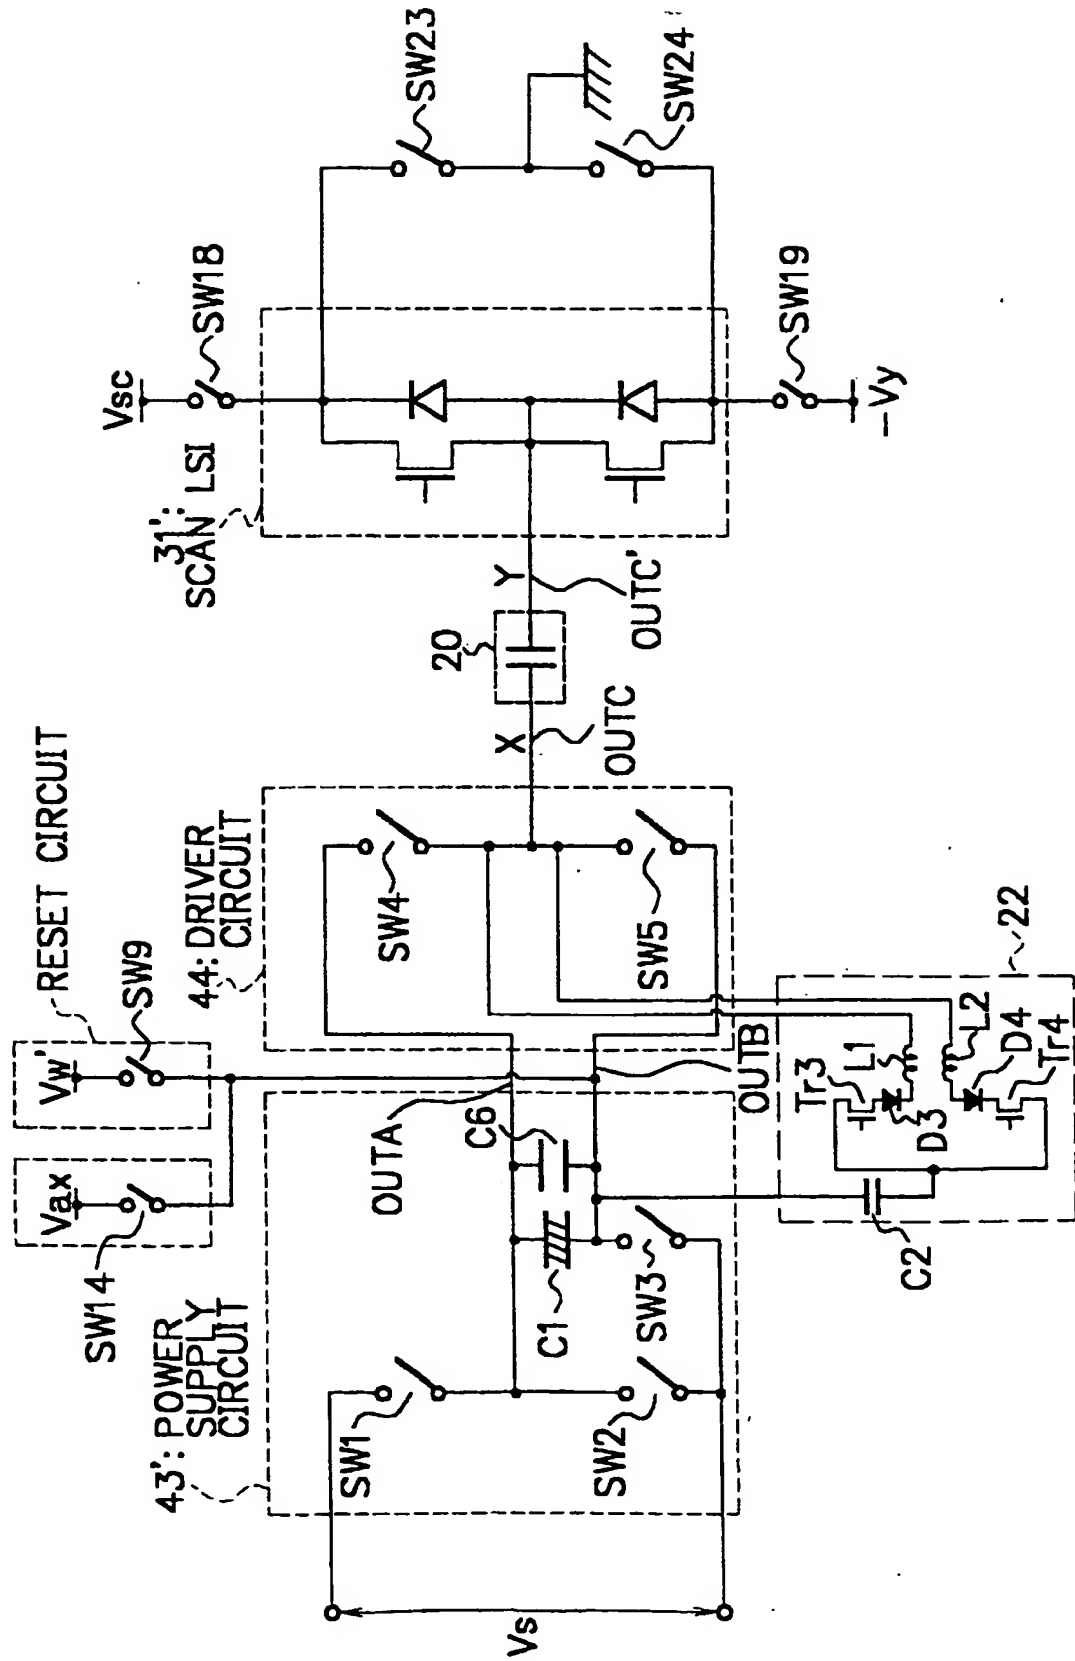 RESET CIRCUIT
Vw'
SW9
Vax
SW14
43': POWER
SUPPLY
CIRCUIT
44: DRIVER
CIRCUIT
31':
SCAN LSI
Vsc
SW18
SW23
SW24
SW19
-Vy
20
X
Y
OUTC
OUTC'
SW4
SW5
OUTA
OUTB
C6
C1
SW3
SW1
SW2
Vs
C2
22
Tr3
L1
D3
L2
D4
Tr4